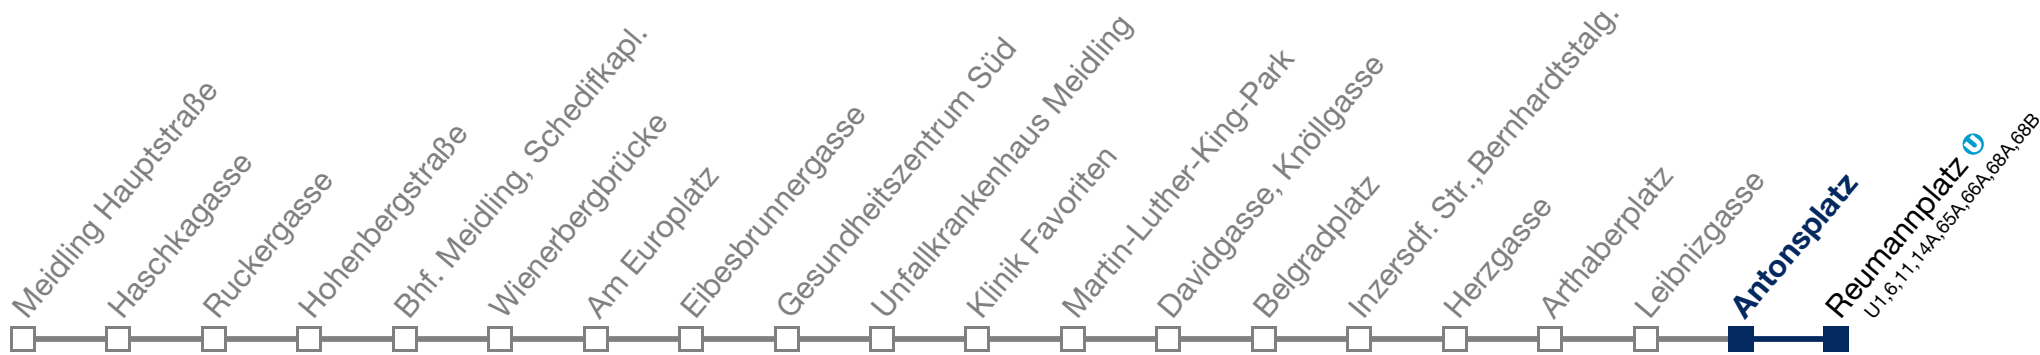 Meidling Hauptstraße
Haschkagasse
Ruckergasse
Hohenbergstraße
Bhf. Meidling, Schedifkapl.
Wienerbergbrücke
Am Europlatz
Eibesbrunnergasse
Gesundheitszentrum Süd
Unfallkrankenhaus Meidling
Klinik Favoriten
Martin-Luther-King-Park
Davidgasse, Knöllgasse
Belgradplatz
Inzersdf. Str.,Bernhardtstalg.
Herzgasse
Arthaberplatz
Leibnizgasse
Antonsplatz
Reumannplatz U
U1,6,11,14A,65A,66A,68A,68B